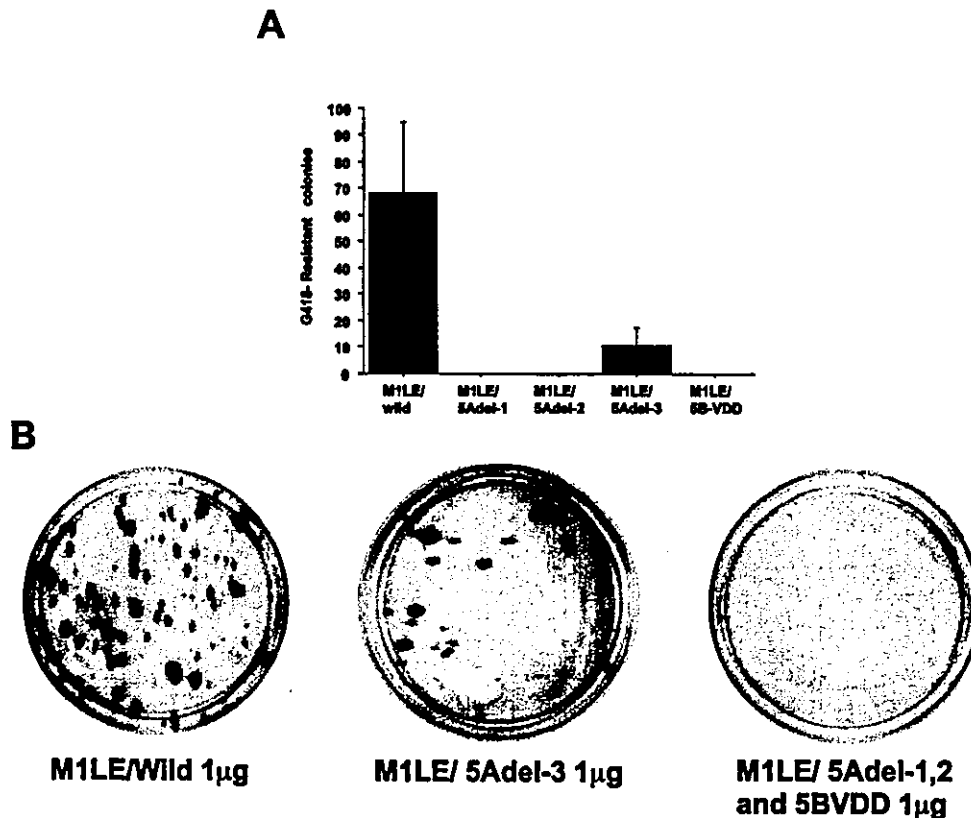 A
100
90
80
70
60
50
40
30
20
10
0
G418- Resistant colonies
M1LE/
wild
M1LE/
5Adel-1
M1LE/
5Adel-2
M1LE/
5Adel-3
M1LE/
5B-VDD
B
M1LE/Wild 1µg
M1LE/ 5Adel-3 1µg
M1LE/ 5Adel-1,2
and 5BVDD 1µg